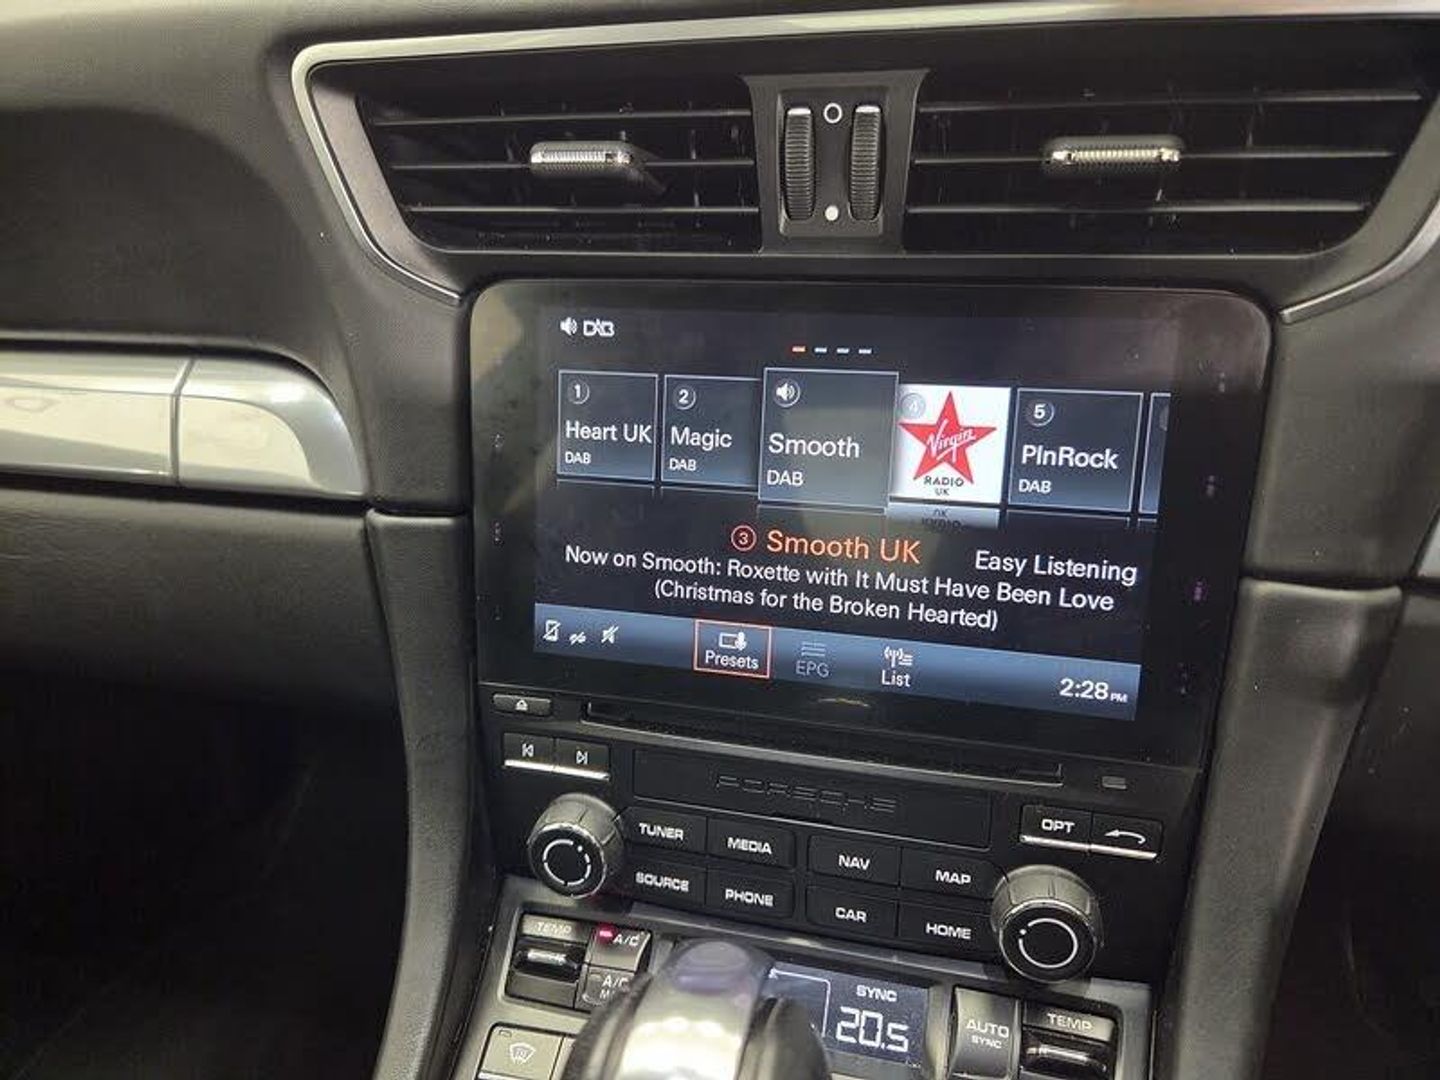 DAB
1
Heart UK
DAB
2
Magic
DAB
Smooth
DAB
4
Virgin
RADIO
UK
5
PlnRock
DAB
3 Smooth UK
Easy Listening
Now on Smooth: Roxette with It Must Have Been Love
(Christmas for the Broken Hearted)
Presets
EPG
List
2:28 PM
PORSCHE
OPT
TUNER
MEDIA
NAV
MAP
SOURCE
PHONE
CAR
HOME
TEMP
A/C
A/C
SYNC
20.5
AUTO
SYNC
TEMP